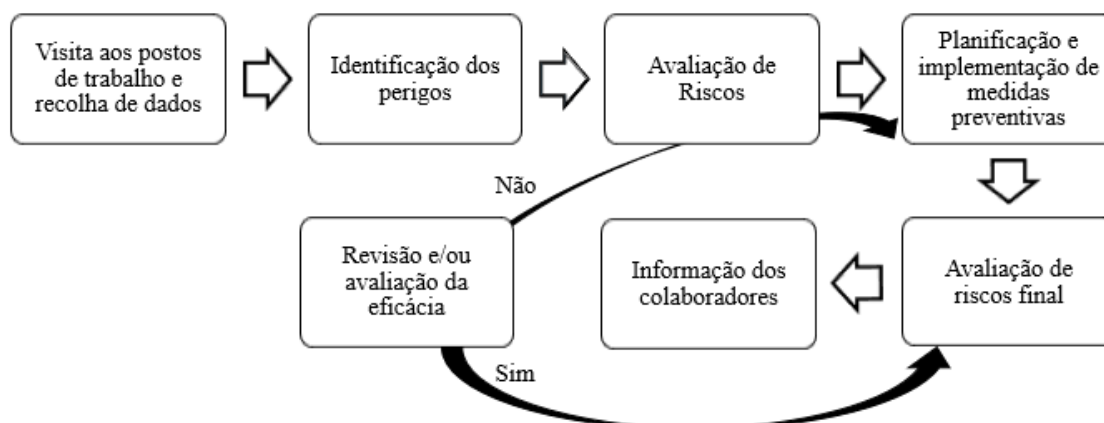 Visita aos postos
de trabalho e
recolha de dados
Identificação dos
perigos
Avaliação de
Riscos
Planificação e
implementação de
medidas
preventivas
Não
Revisão e/ou
avaliação da
eficácia
Informação dos
colaboradores
Avaliação de
riscos final
Sim